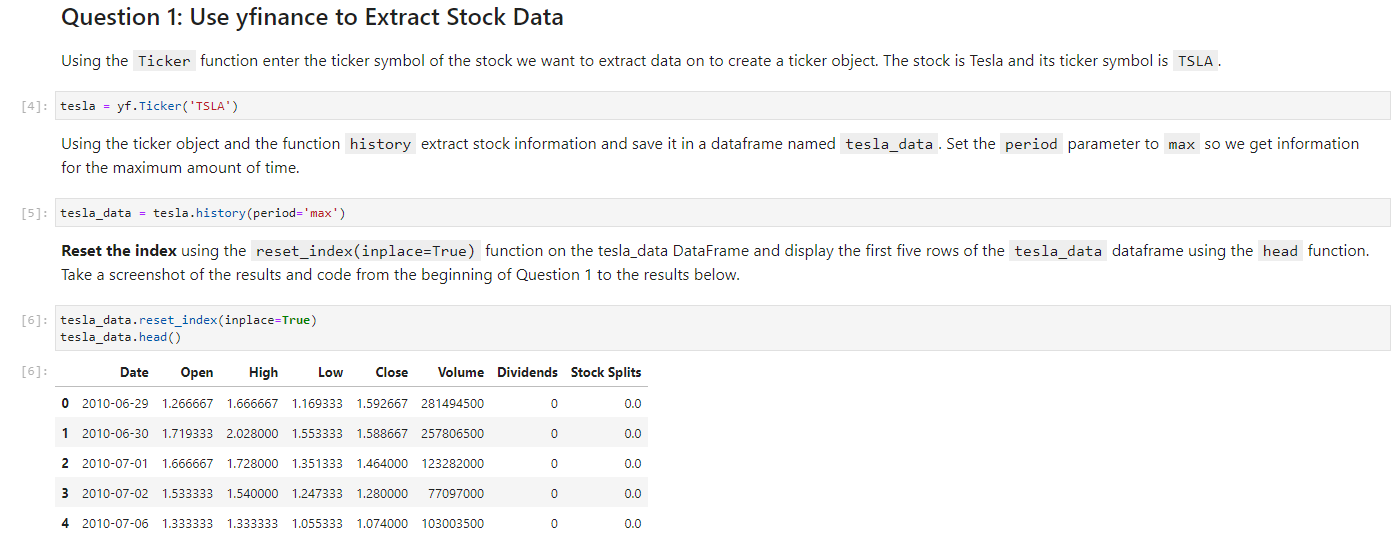 Question 1: Use yfinance to Extract Stock Data
Using the Ticker function enter the ticker symbol of the stock we want to extract data on to create a ticker object. The stock is Tesla and its ticker symbol is TSLA .
[4]: tesla = yf.Ticker('TSLA')
Using the ticker object and the function history extract stock information and save it in a dataframe named tesla_data . Set the period parameter to max so we get information
for the maximum amount of time.
[5]: tesla_data = tesla.history(period='max')
Reset the index using the reset_index(inplace=True) function on the tesla_data DataFrame and display the first five rows of the tesla_data dataframe using the head function.
Take a screenshot of the results and code from the beginning of Question 1 to the results below.
[6]: tesla_data.reset_index(inplace=True)
tesla_data.head()
[6]: Date Open High Low Close Volume Dividends Stock Splits
0 2010-06-29 1.266667 1.666667 1.169333 1.592667 281494500 0 0.0
1 2010-06-30 1.719333 2.028000 1.553333 1.588667 257806500 0 0.0
2 2010-07-01 1.666667 1.728000 1.351333 1.464000 123282000 0 0.0
3 2010-07-02 1.533333 1.540000 1.247333 1.280000 77097000 0 0.0
4 2010-07-06 1.333333 1.333333 1.055333 1.074000 103003500 0 0.0